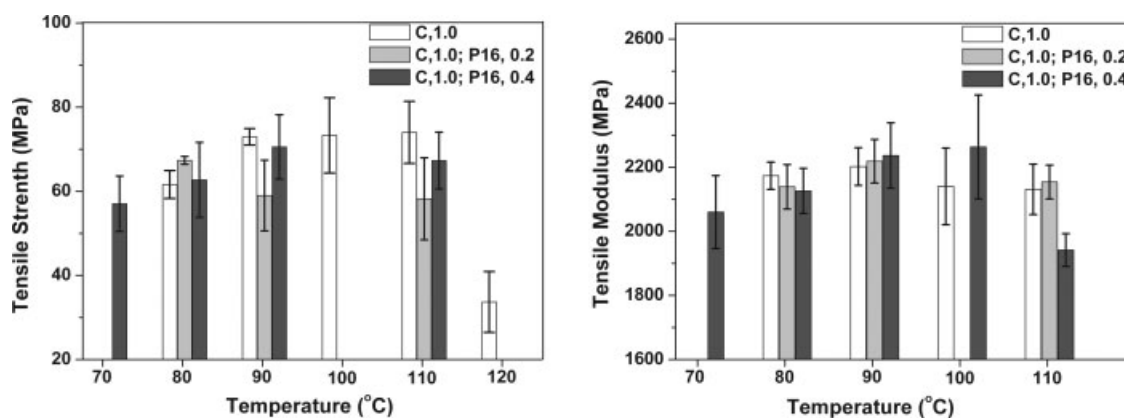 100
80
60
40
20
Tensile Strenth (MPa)
C,1.0
C,1.0; P16, 0.2
C,1.0; P16, 0.4
70 80 90 100 110 120
Temperature (°C)
2600
2400
2200
2000
1800
1600
Tensile Modulus (MPa)
C,1.0
C,1.0; P16, 0.2
C,1.0; P16, 0.4
70 80 90 100 110
Temperature (°C)